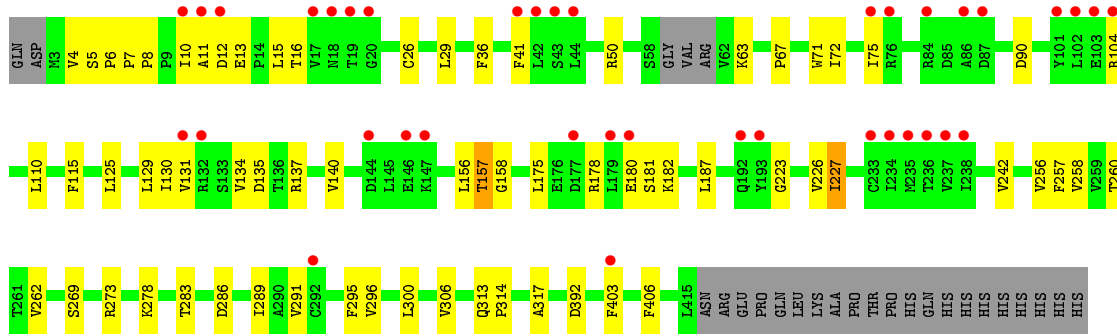 GLN ASP M3 V4 S5 P6 P7 P8 P9 I10 A11 D12 E13 P14 L15 T16 V17 N18 T19 G20 C26 L29 F36 F41 L42 S43 L44 R50 S58 GLY VAL ARG V62 K63 P67 W71 I72 I75 R76 R84 D85 A86 D87 D90 Y101 L102 E103 R104
L110 F115 L125 L129 I130 V131 R132 S133 V134 D135 T136 R137 V140 D144 L145 E146 K147 L156 T157 G158 L175 E176 D177 R178 L179 E180 S181 K182 L187 Q192 Y193 G223 V226 I227 C233 I234 M235 T236 V237 I238 V242 V256 F257 V258 V259 T260
T261 V262 S269 R273 K278 T283 D286 I289 A290 V291 C292 F295 V296 L300 V306 Q313 P314 A317 D392 F403 F406 L415 ASN ARG GLU PRO GLN LEU LYS ALA PRO THR PRO HIS GLN HIS HIS HIS HIS HIS HIS HIS HIS HIS